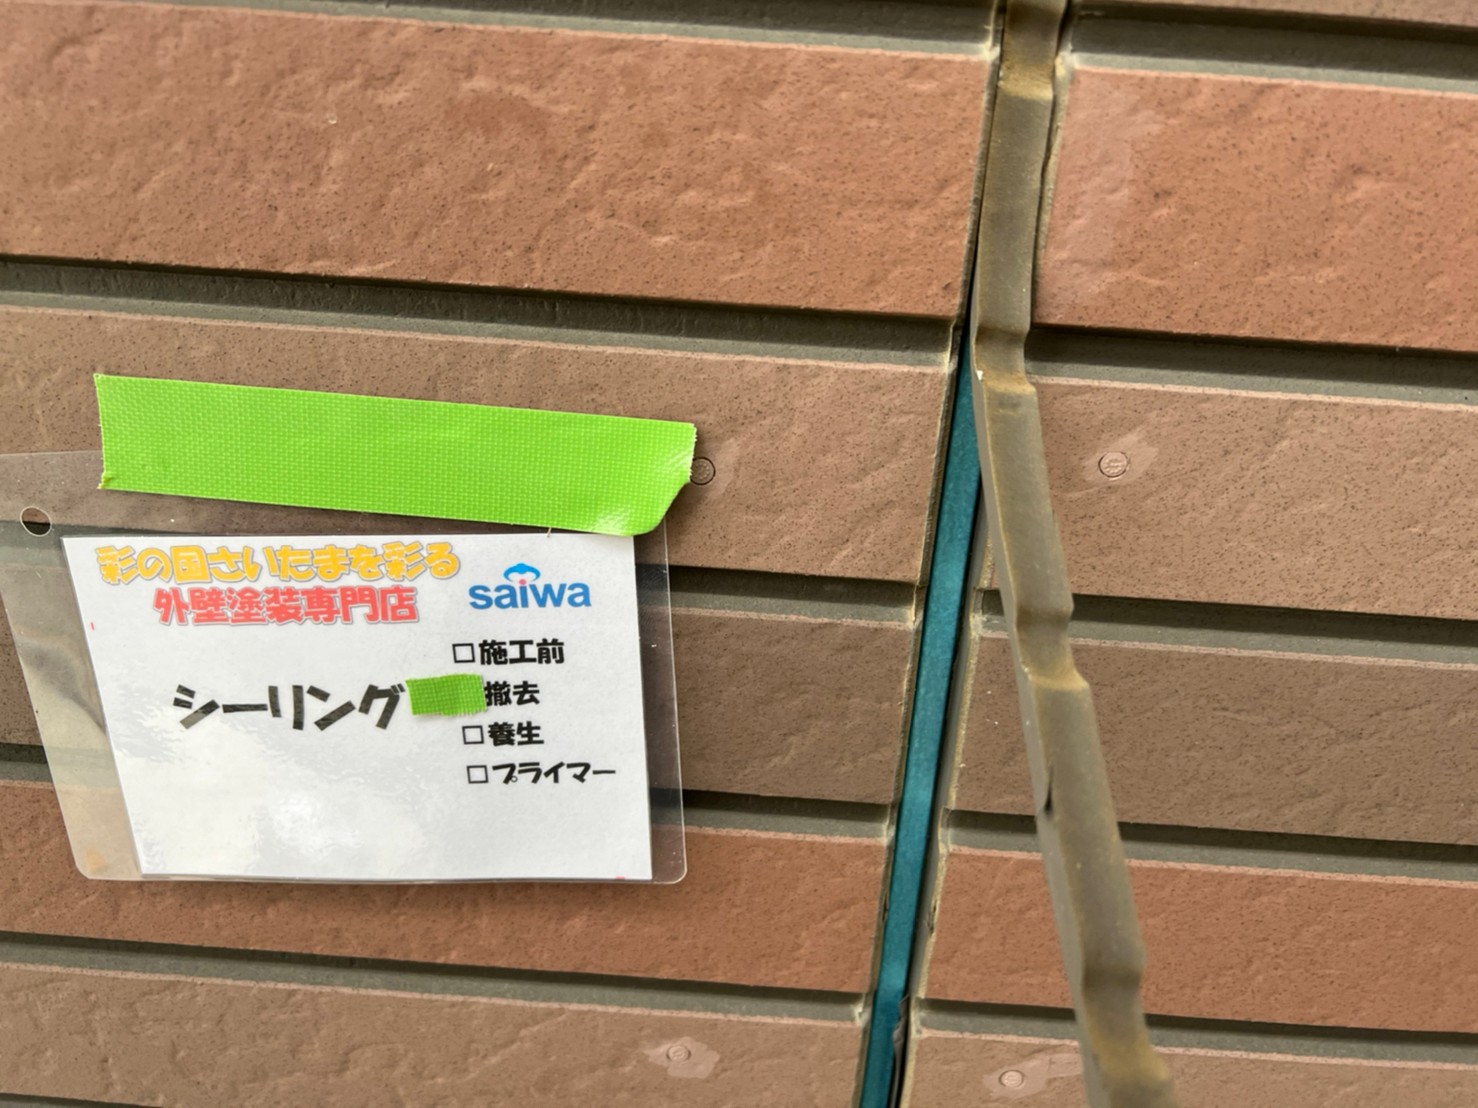 彩の国さいたまを彩る
外壁塗装専門店
saiwa
□施工前
シーリング 撤去
□養生
□プライマー